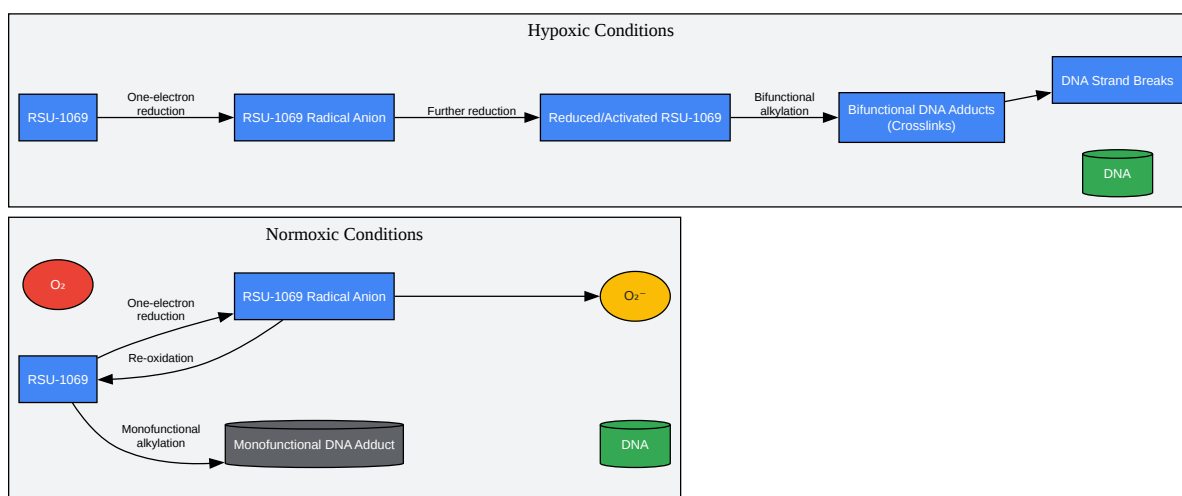 Hypoxic Conditions
RSU-1069
One-electron
reduction
RSU-1069 Radical Anion
Further reduction
Reduced/Activated RSU-1069
Bifunctional
alkylation
Bifunctional DNA Adducts
(Crosslinks)
DNA Strand Breaks
DNA
Normoxic Conditions
O₂
One-electron
reduction
RSU-1069 Radical Anion
O₂⁻
Re-oxidation
RSU-1069
Monofunctional
alkylation
Monofunctional DNA Adduct
DNA